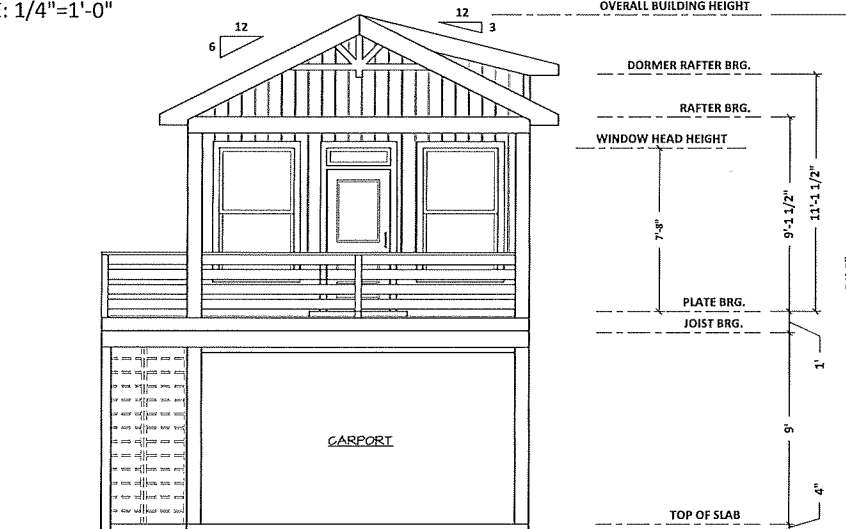 : 1/4"=1'-0"
12
6
12
3
OVERALL BUILDING HEIGHT
DORMER RAFTER BRG.
RAFTER BRG.
WINDOW HEAD HEIGHT
7'-8"
9'-1 1/2"
11'-1 1/2"
PLATE BRG.
JOIST BRG.
1'
9'
CARPORT
4"
TOP OF SLAB